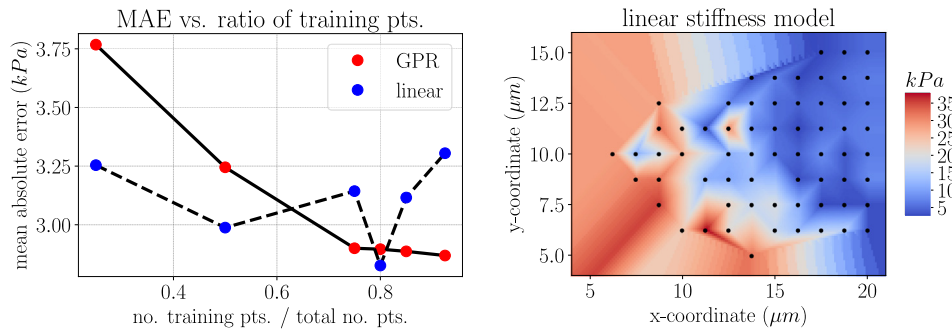 MAE vs. ratio of training pts.
mean absolute error (kPa)
3.75
3.50
3.25
3.00
GPR
linear
0.4
0.6
0.8
no. training pts. / total no. pts.
linear stiffness model
y-coordinate (μm)
15.0
12.5
10.0
7.5
5.0
5
10
15
20
x-coordinate (μm)
kPa
35
30
25
20
15
10
5